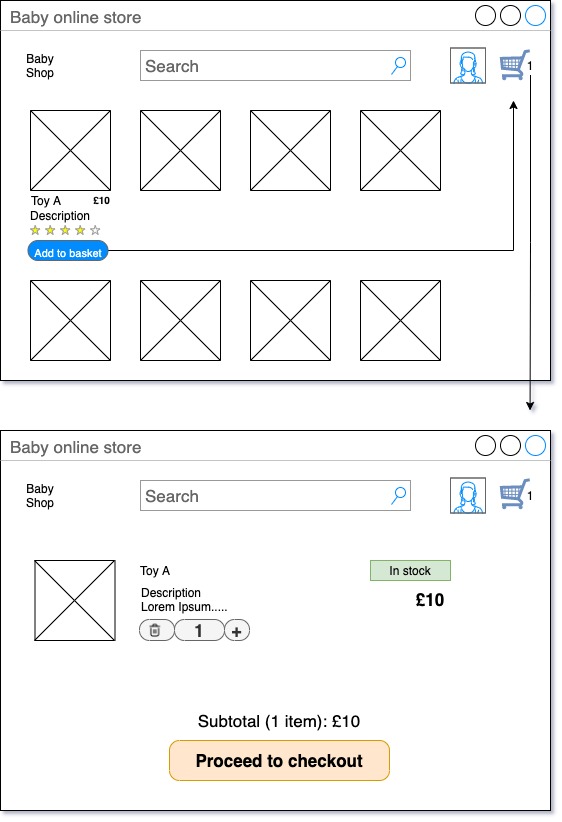 Baby online store
Baby
Shop
Search
1
Toy A £10
Description
Add to basket
Baby online store
Baby
Shop
Search
1
Toy A
In stock
Description
£10
Lorem Ipsum.....
1 +
Subtotal (1 item): £10
Proceed to checkout